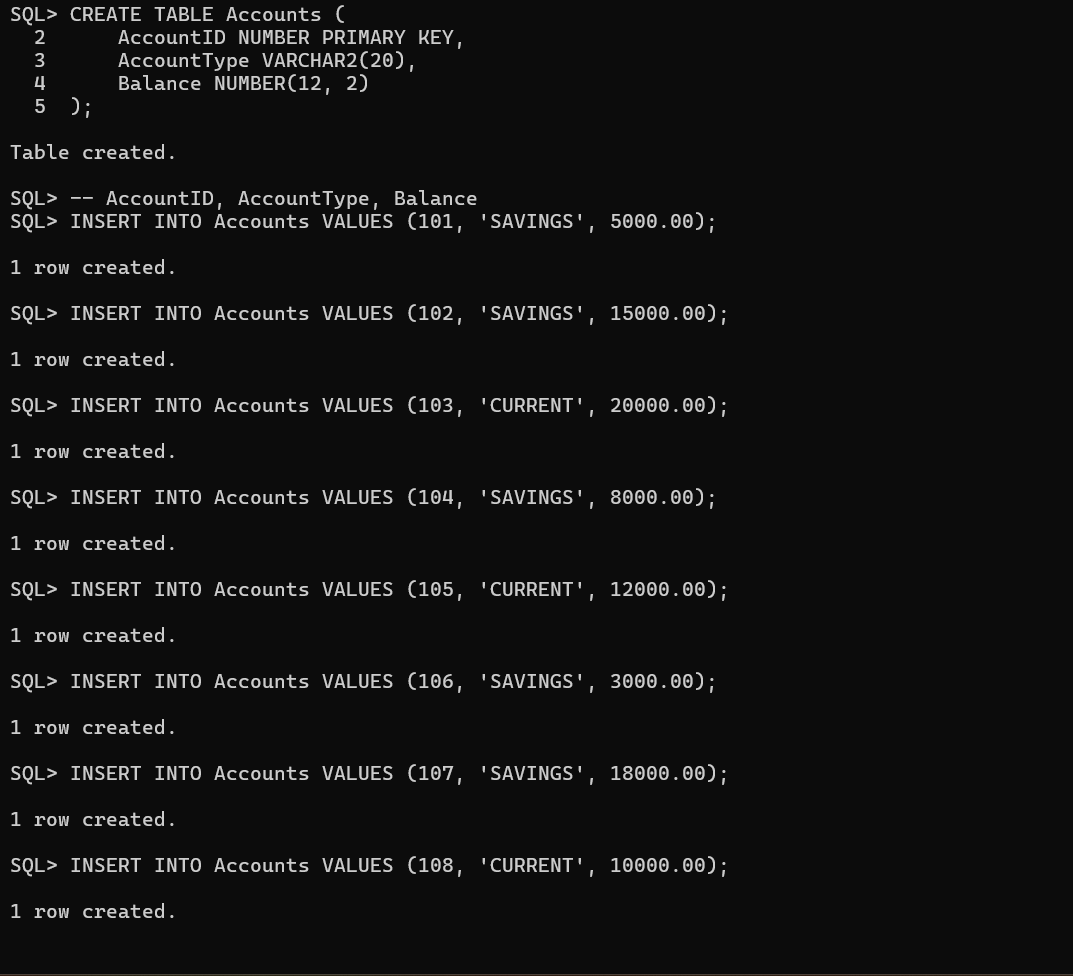 SQL> CREATE TABLE Accounts (
  2      AccountID NUMBER PRIMARY KEY,
  3      AccountType VARCHAR2(20),
  4      Balance NUMBER(12, 2)
  5  );
Table created.
SQL> -- AccountID, AccountType, Balance
SQL> INSERT INTO Accounts VALUES (101, 'SAVINGS', 5000.00);
1 row created.
SQL> INSERT INTO Accounts VALUES (102, 'SAVINGS', 15000.00);
1 row created.
SQL> INSERT INTO Accounts VALUES (103, 'CURRENT', 20000.00);
1 row created.
SQL> INSERT INTO Accounts VALUES (104, 'SAVINGS', 8000.00);
1 row created.
SQL> INSERT INTO Accounts VALUES (105, 'CURRENT', 12000.00);
1 row created.
SQL> INSERT INTO Accounts VALUES (106, 'SAVINGS', 3000.00);
1 row created.
SQL> INSERT INTO Accounts VALUES (107, 'SAVINGS', 18000.00);
1 row created.
SQL> INSERT INTO Accounts VALUES (108, 'CURRENT', 10000.00);
1 row created.